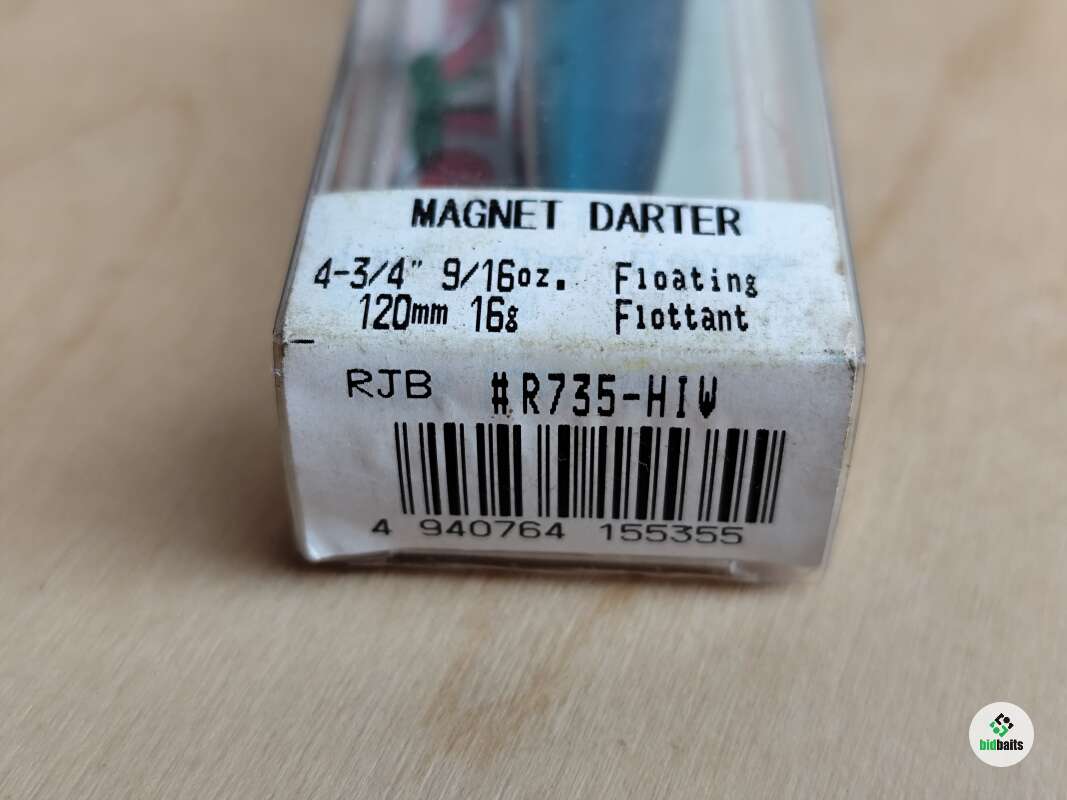 MAGNET DARTER
4-3/4" 9/16oz. Floating
120mm 16g Flottant
RJB #R735-HIW
4 940764 155355
bidbaits